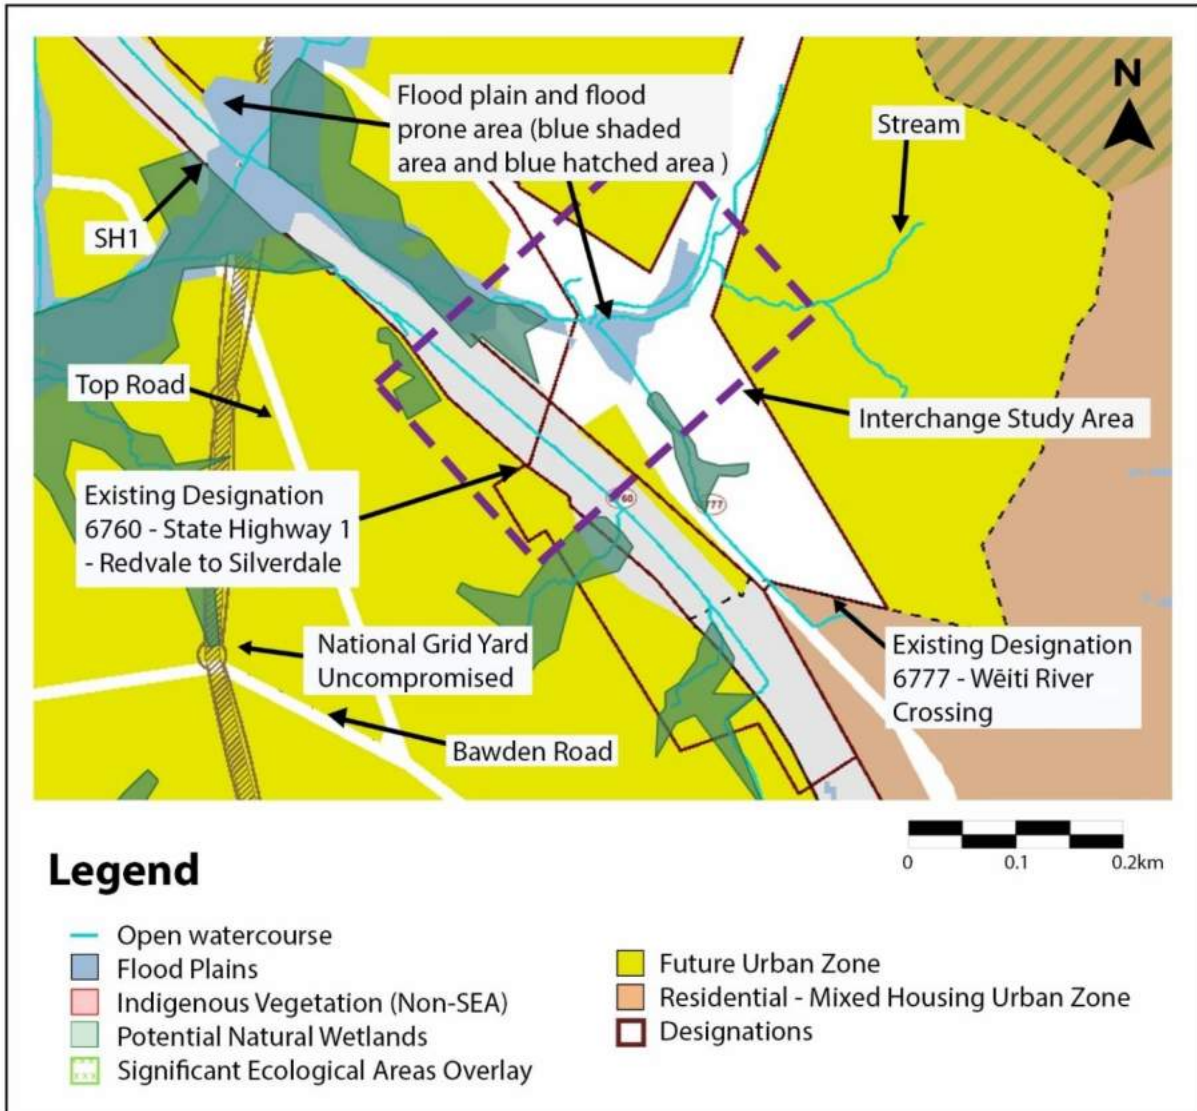 N
Flood plain and flood
prone area (blue shaded
area and blue hatched area )
Stream
SH1
Top Road
Interchange Study Area
Existing Designation
6760 - State Highway 1
- Redvale to Silverdale
60
777
National Grid Yard
Uncompromised
Existing Designation
6777 - Wēiti River
Crossing
Bawden Road
0
0.1
0.2km
Legend
Open watercourse
Flood Plains
Indigenous Vegetation (Non-SEA)
Potential Natural Wetlands
Significant Ecological Areas Overlay
Future Urban Zone
Residential - Mixed Housing Urban Zone
Designations